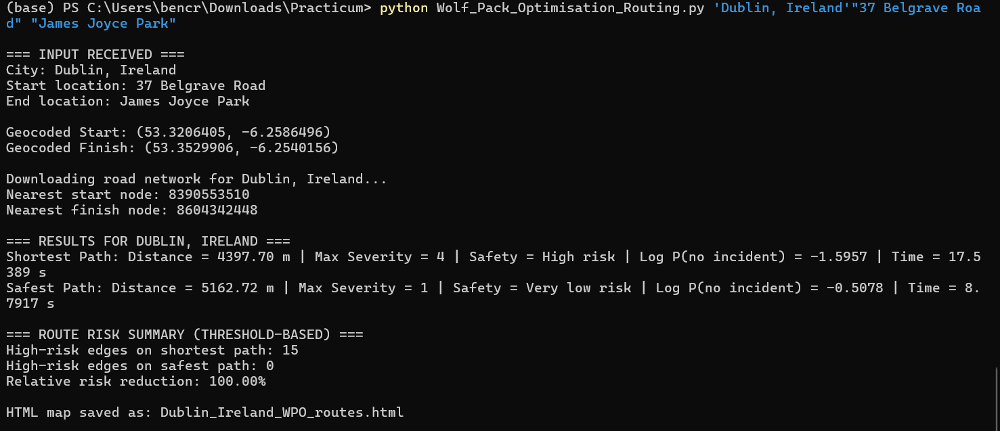 (base) PS C:\Users\bencr\Downloads\Practicum> python Wolf_Pack_Optimisation_Routing.py 'Dublin, Ireland'"37 Belgrave Roa
d" "James Joyce Park"
=== INPUT RECEIVED ===
City: Dublin, Ireland
Start location: 37 Belgrave Road
End location: James Joyce Park
Geocoded Start: (53.3206405, -6.2586496)
Geocoded Finish: (53.3529906, -6.2540156)
Downloading road network for Dublin, Ireland...
Nearest start node: 8390553510
Nearest finish node: 8604342448
=== RESULTS FOR DUBLIN, IRELAND ===
Shortest Path: Distance = 4397.70 m | Max Severity = 4 | Safety = High risk | Log P(no incident) = -1.5957 | Time = 17.5
389 s
Safest Path: Distance = 5162.72 m | Max Severity = 1 | Safety = Very low risk | Log P(no incident) = -0.5078 | Time = 8.
7917 s
=== ROUTE RISK SUMMARY (THRESHOLD-BASED) ===
High-risk edges on shortest path: 15
High-risk edges on safest path: 0
Relative risk reduction: 100.00%
HTML map saved as: Dublin_Ireland_WPO_routes.html